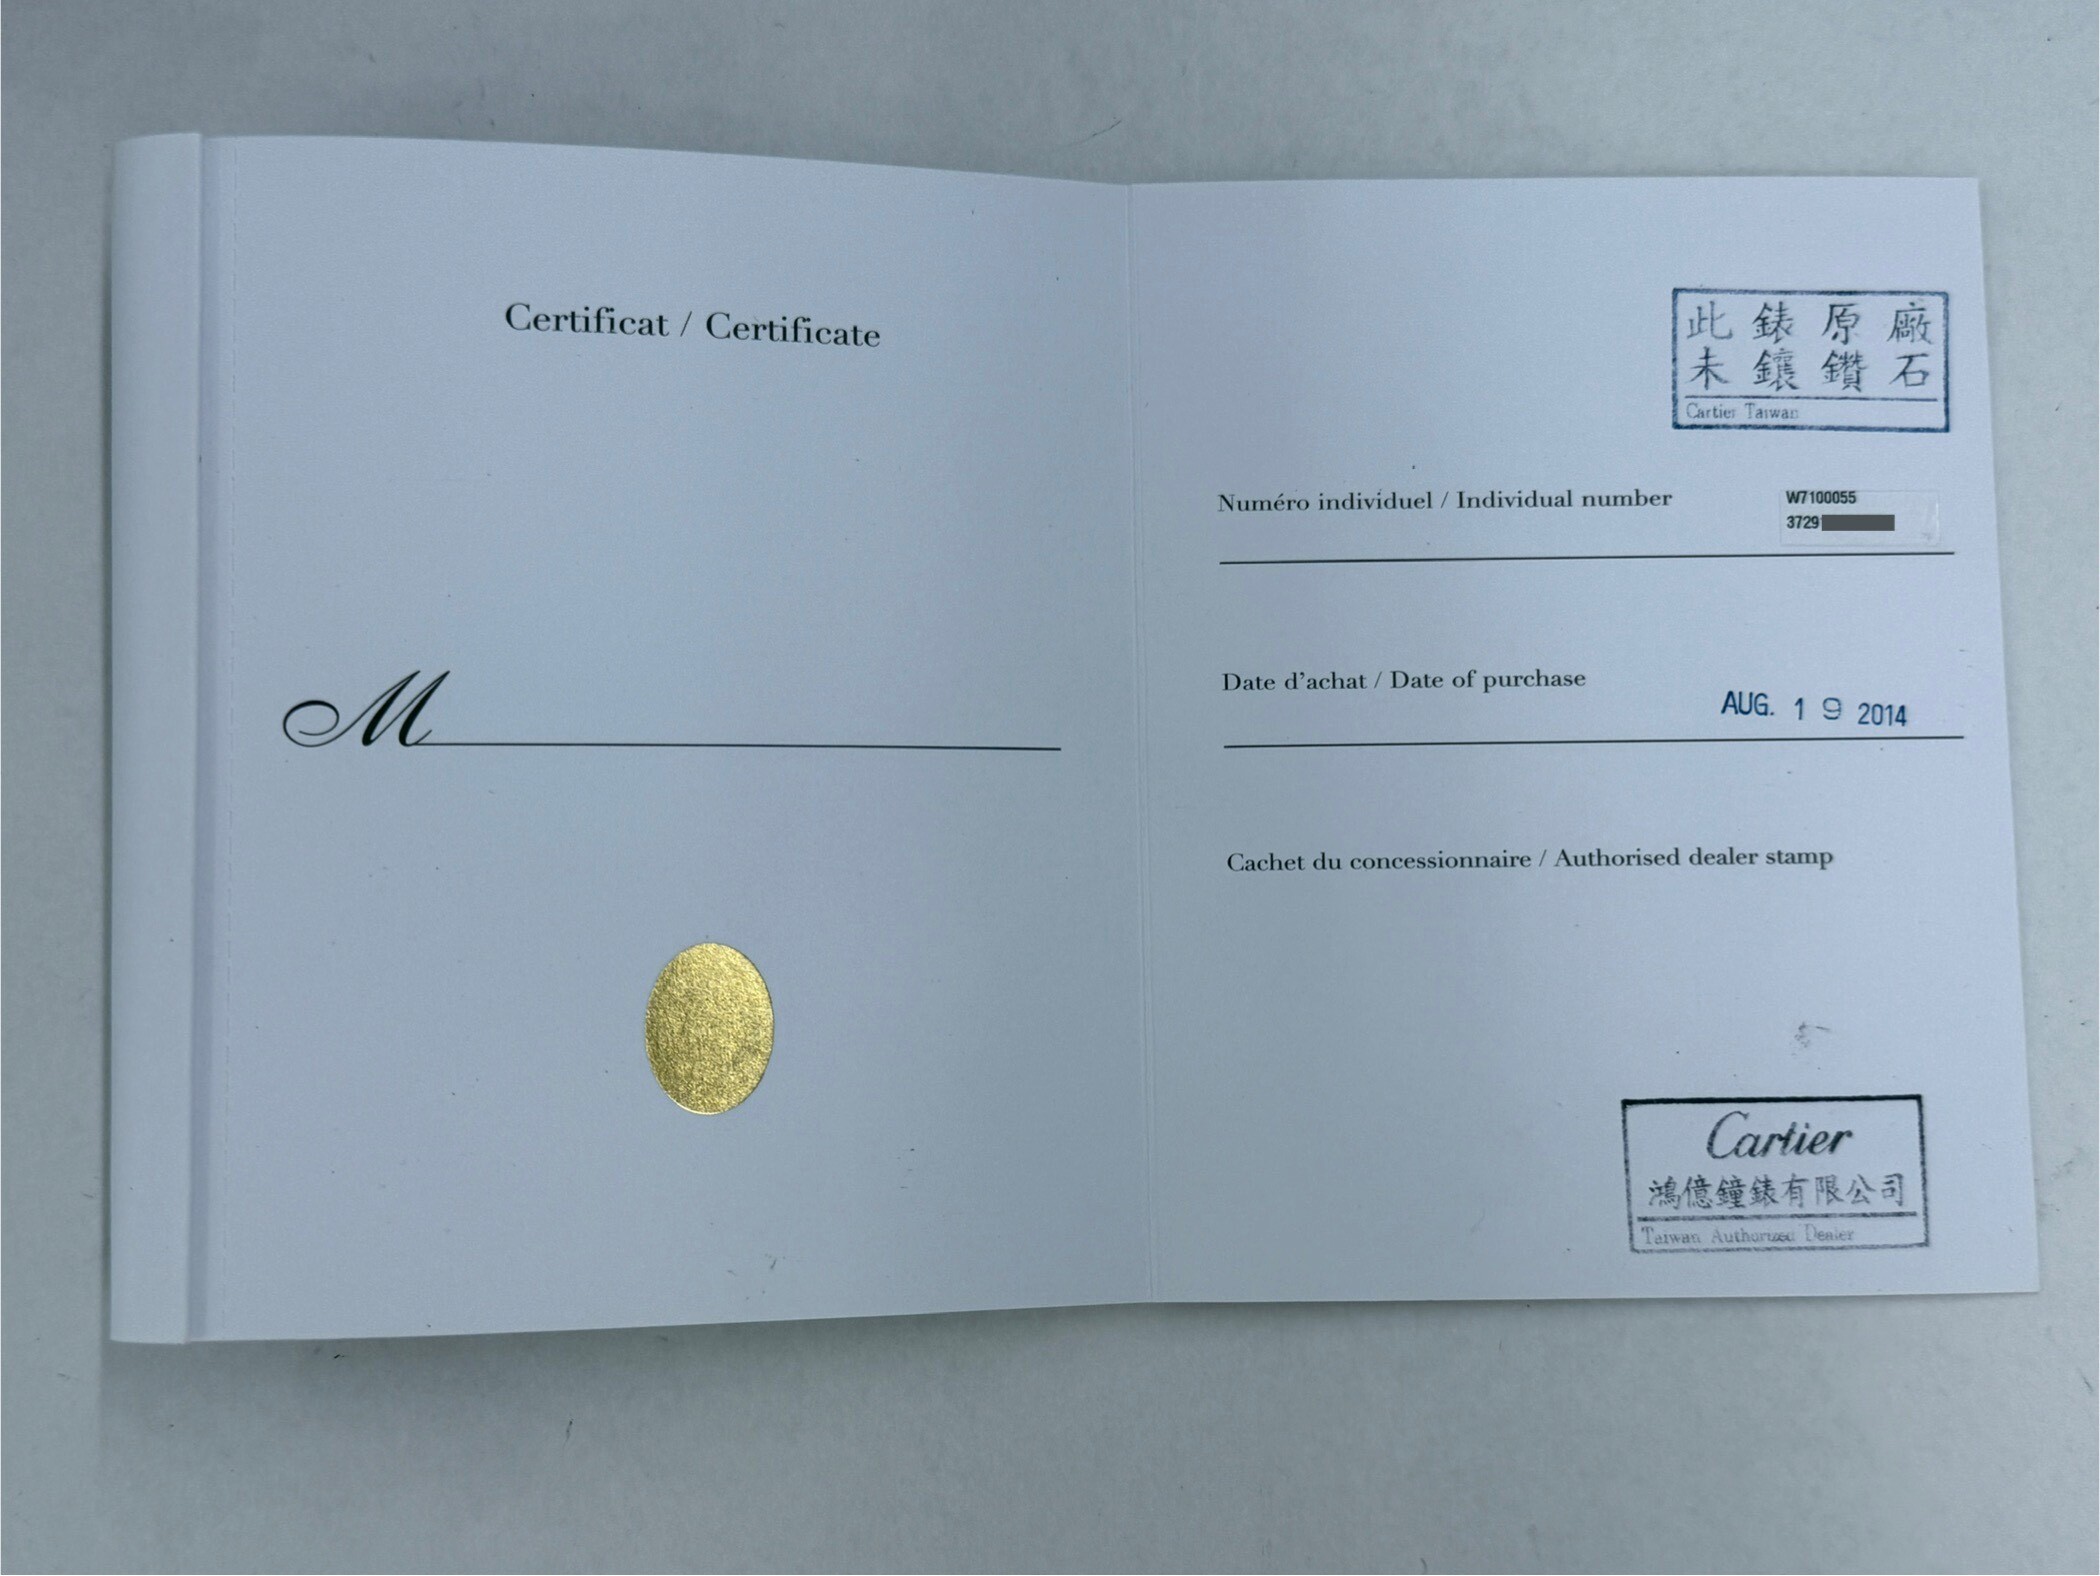 Certificat / Certificate
M
此錶原廠
未鑲鑽石
Cartier Taiwan
Numéro individuel / Individual number
W7100055
3729
Date d'achat / Date of purchase
AUG. 19 2014
Cachet du concessionnaire / Authorised dealer stamp
Cartier
鴻億鐘錶有限公司
Taiwan Authorized Dealer